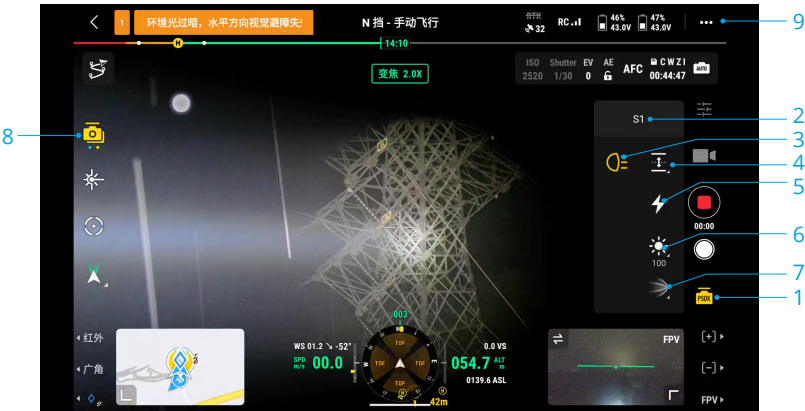 1 环境光过暗，水平方向视觉避障失!
N 挡 - 手动飞行
RTK
32
RC
46%
43.0V
47%
43.0V
9
14:10
变焦 2.0X
ISO Shutter EV AE
2520 1/30 0
AFC
C W Z I
00:44:47
AUTO
S1
2
3
4
5
00:00
6
100
7
PSDK
1
8
003
红外
广角
WS 01.2 ↘ -52°
SPD
m/s
00.0
TOF
TOF
TOF
TOF
W
E
0.0 VS
054.7 ALT
m
0139.6 ASL
H
H
42m
FPV
[+]
[-]
FPV